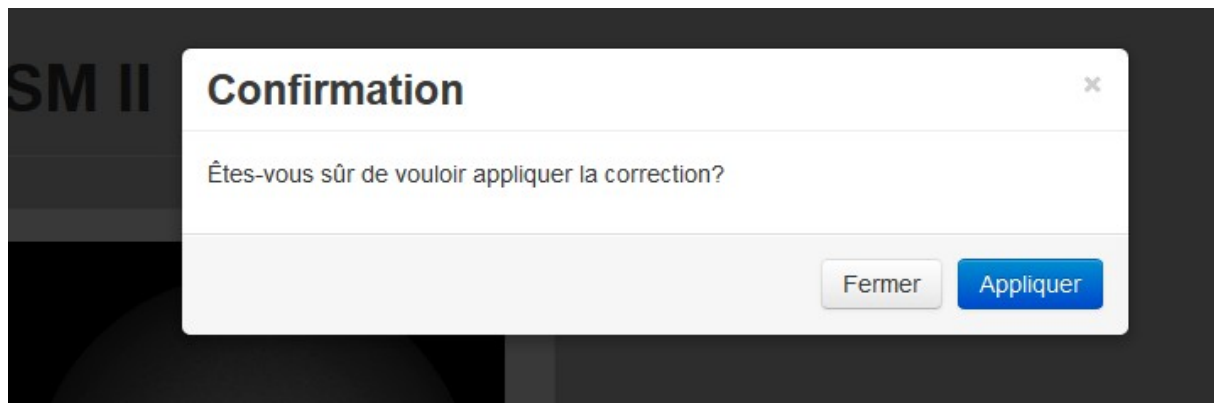 SM II
Confirmation
×
Êtes-vous sûr de vouloir appliquer la correction?
Fermer Appliquer